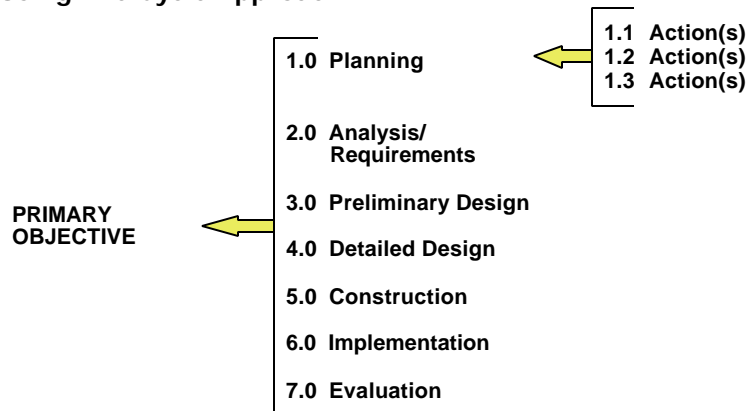 1.1 Action(s)
1.2 Action(s)
1.3 Action(s)
1.0 Planning
2.0 Analysis/
Requirements
3.0 Preliminary Design
PRIMARY
OBJECTIVE
4.0 Detailed Design
5.0 Construction
6.0 Implementation
7.0 Evaluation